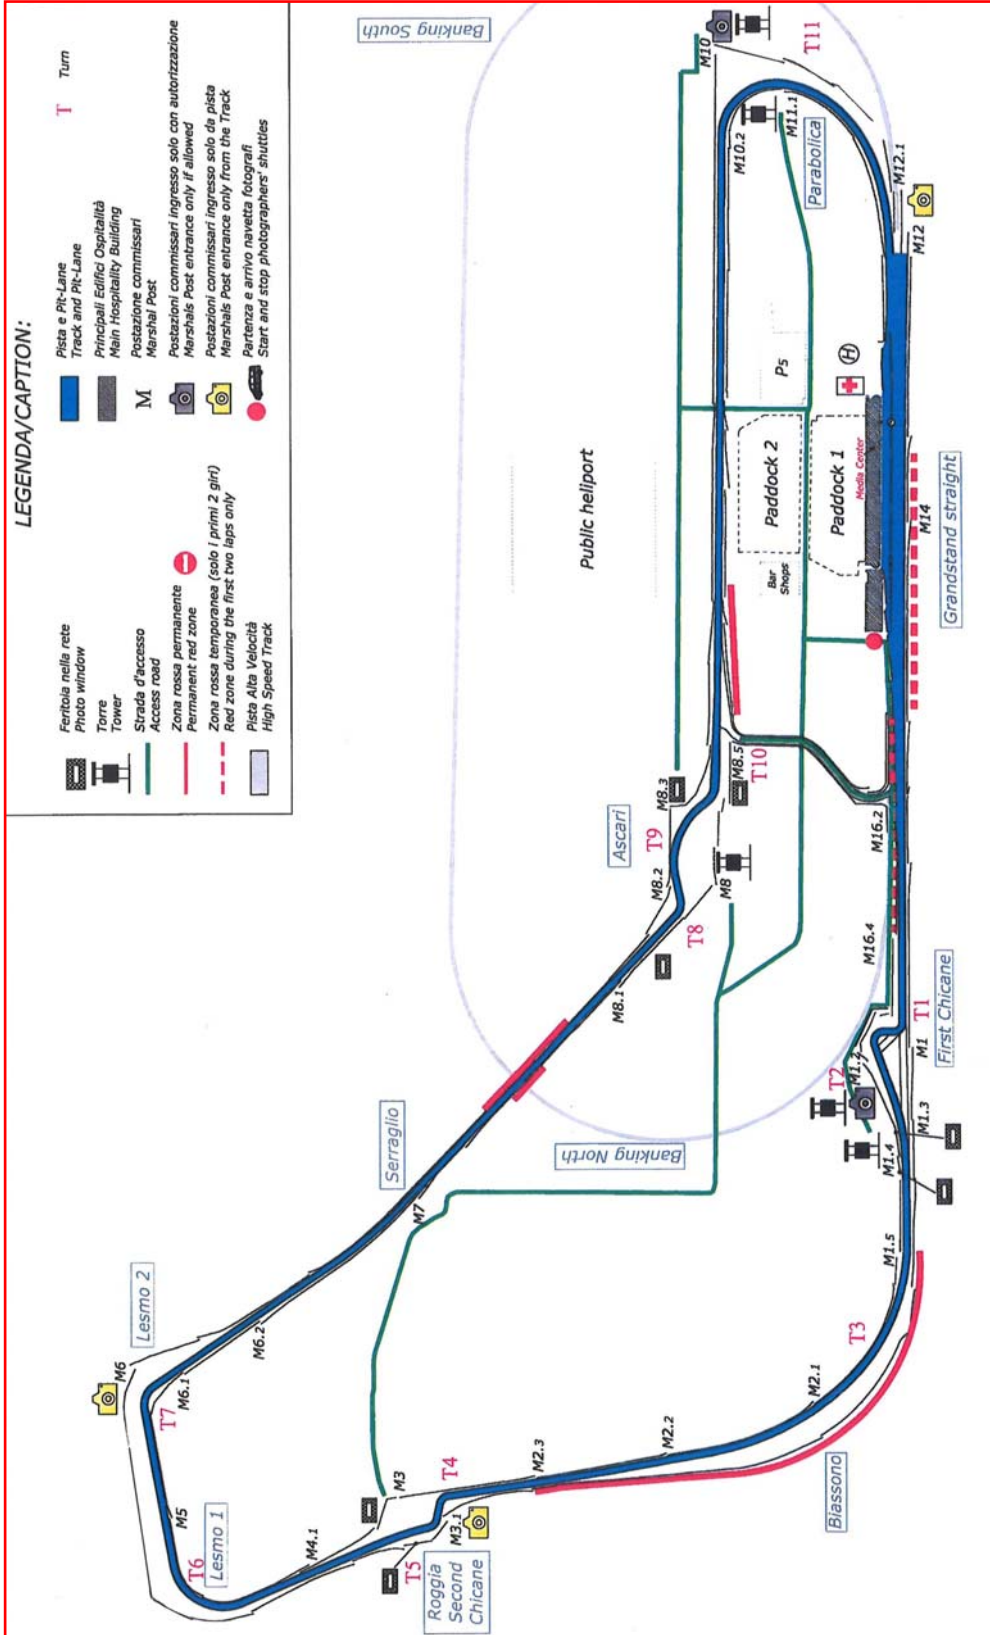 LEGENDA/CAPTION:
Feritoia nella rete
Photo window
Torre
Tower
Strada d'accesso
Access road
Zona rossa permanente
Permanent red zone
Zona rossa temporanea (solo i primi 2 giri)
Red zone during the first two laps only
Pista Alta Velocità
High Speed Track
Pista e Pit-Lane
Track and Pit-Lane
Principali Edifici Ospitalità
Main Hospitality Building
M
Postazione commissari
Marshal Post
Postazioni commissari ingresso solo con autorizzazione
Marshals Post entrance only if allowed
Postazioni commissari ingresso solo da pista
Marshals Post entrance only from the Track
Partenza e arrivo navetta fotografi
Start and stop photographers' shuttles
T
Turn
Banking South
M10
T11
M10.2
M11.1
Parabolica
M12.1
M12
Public heliport
P5
H
Paddock 2
Paddock 1
Media Center
Bar
Shops
M14
Grandstand straight
M8.3
M8.5
T10
Ascari
T9
M8.2
M8
T8
M8.1
M16.2
M16.4
T1
M1
First Chicane
T2
M1.2
M1.3
M1.4
M1.5
Serraglio
Banking North
M7
T3
M2.1
M2.2
M2.3
Biassono
Lesmo 2
M6
M6.2
M6.1
T7
M5
T6
Lesmo 1
M4.1
M3
T4
M3.1
T5
Roggia
Second
Chicane